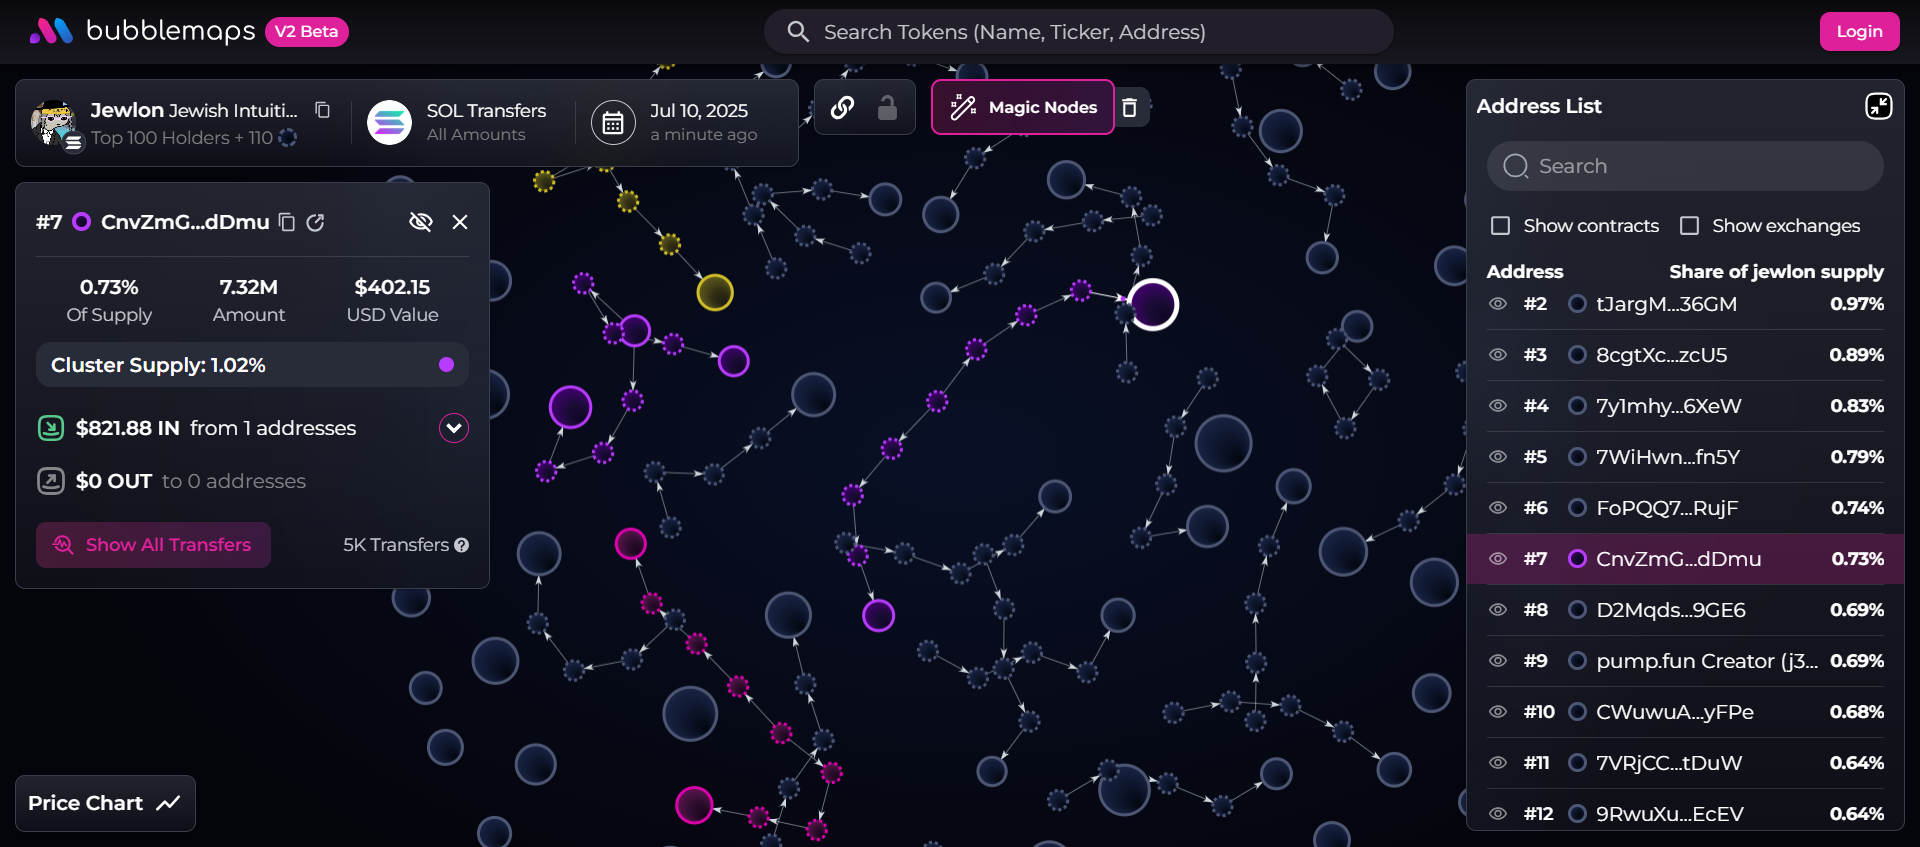 bubblemaps V2 Beta
Search Tokens (Name, Ticker, Address)
Login
Jewlon Jewish Intuiti...
Top 100 Holders + 110
SOL Transfers
All Amounts
Jul 10, 2025
a minute ago
Magic Nodes
#7 CnvZmG...dDmu
0.73% 7.32M $402.15
Of Supply Amount USD Value
Cluster Supply: 1.02%
$821.88 IN from 1 addresses
$0 OUT to 0 addresses
Show All Transfers 5K Transfers ?
Price Chart
Address List
Search
Show contracts Show exchanges
Address Share of jewlon supply
#2 tJargM...36GM 0.97%
#3 8cgtXc...zcU5 0.89%
#4 7y1mhy...6XeW 0.83%
#5 7WiHwn...fn5Y 0.79%
#6 FoPQQ7...RujF 0.74%
#7 CnvZmG...dDmu 0.73%
#8 D2Mqds...9GE6 0.69%
#9 pump.fun Creator (j3... 0.69%
#10 CWuwuA...yFPe 0.68%
#11 7VRjCC...tDuW 0.64%
#12 9RwuXu...EcEV 0.64%